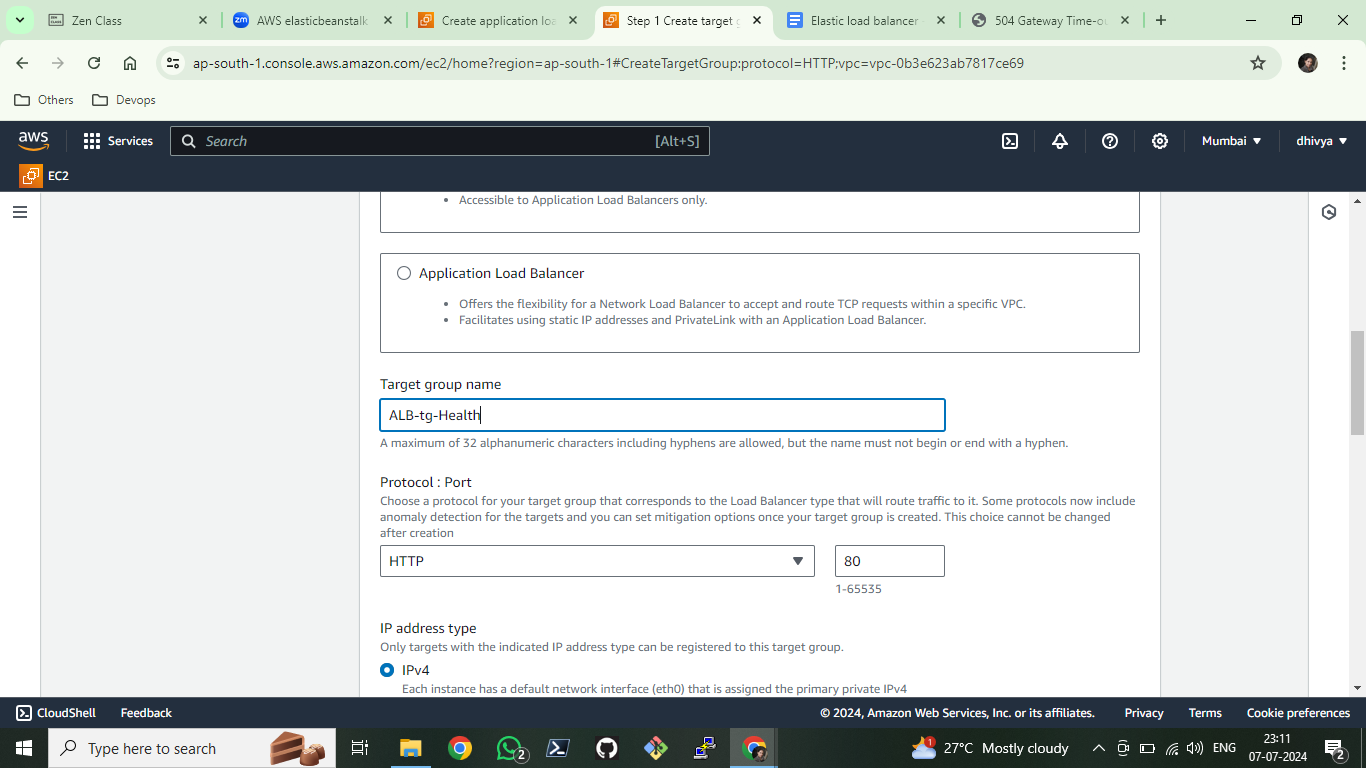 Zen Class
zm AWS elasticbeanstalk
Create application loa
Step 1 Create target g
Elastic load balancer
504 Gateway Time-ou
ap-south-1.console.aws.amazon.com/ec2/home?region=ap-south-1#CreateTargetGroup:protocol=HTTP;vpc=vpc-0b3e623ab7817ce69
Others
Devops
aws
Services
Search
[Alt+S]
Mumbai
dhivya
EC2
Accessible to Application Load Balancers only.
Application Load Balancer
Offers the flexibility for a Network Load Balancer to accept and route TCP requests within a specific VPC.
Facilitates using static IP addresses and PrivateLink with an Application Load Balancer.
Target group name
ALB-tg-Health
A maximum of 32 alphanumeric characters including hyphens are allowed, but the name must not begin or end with a hyphen.
Protocol : Port
Choose a protocol for your target group that corresponds to the Load Balancer type that will route traffic to it. Some protocols now include
anomaly detection for the targets and you can set mitigation options once your target group is created. This choice cannot be changed
after creation
HTTP
80
1-65535
IP address type
Only targets with the indicated IP address type can be registered to this target group.
IPv4
Each instance has a default network interface (eth0) that is assigned the primary private IPv4
CloudShell
Feedback
© 2024, Amazon Web Services, Inc. or its affiliates.
Privacy
Terms
Cookie preferences
Type here to search
2
1
27°C Mostly cloudy
ENG
23:11
07-07-2024
2